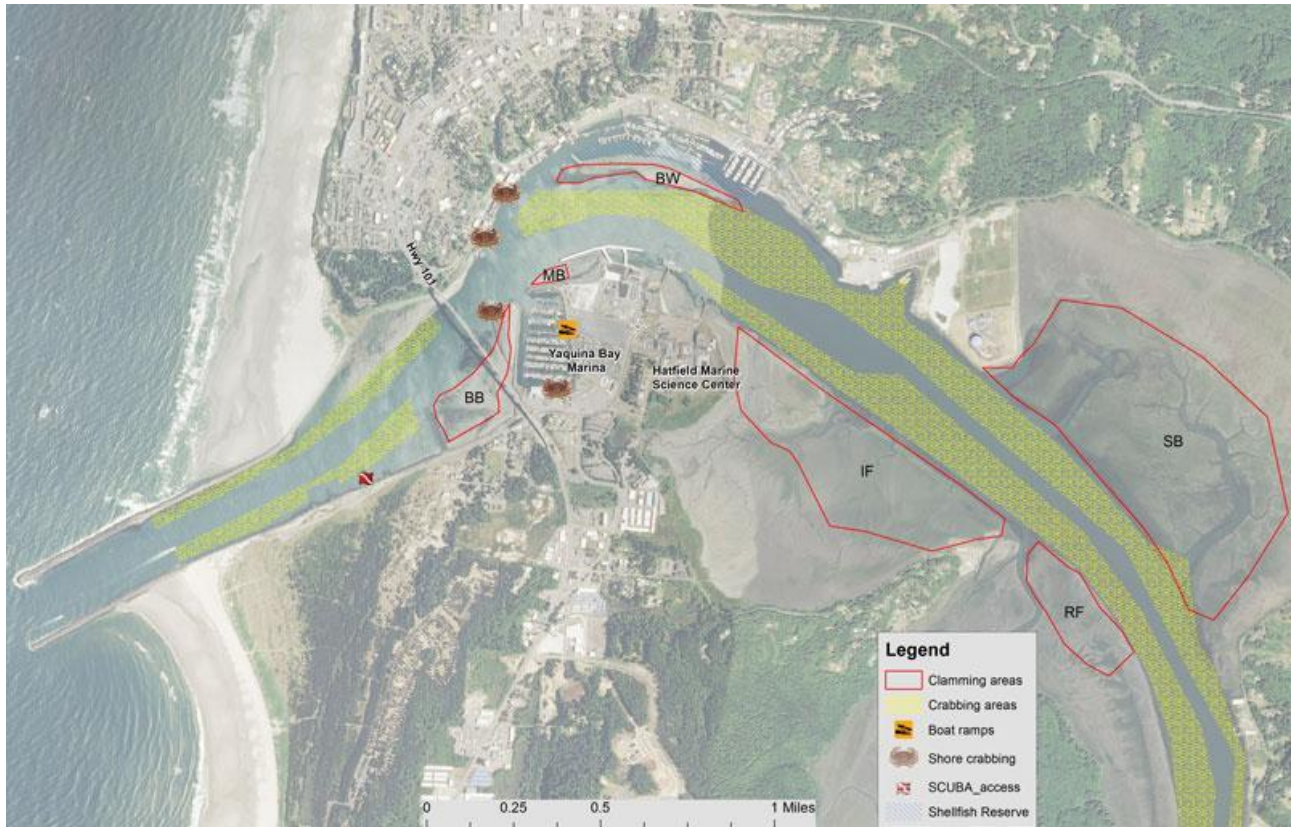 BW
Hwy 101
MB
Yaquina Bay
Marina
Hatfield Marine
Science Center
BB
SB
IF
RF
Legend
Clamming areas
Crabbing areas
Boat ramps
Shore crabbing
SCUBA_access
Shellfish Reserve
0 0.25 0.5 1 Miles